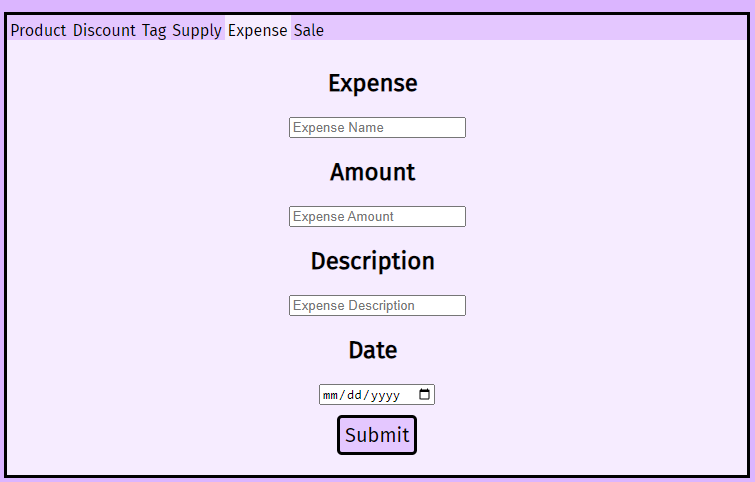 Product Discount Tag Supply Expense Sale
Expense
Expense Name
Amount
Expense Amount
Description
Expense Description
Date
mm/dd/yyyy
Submit